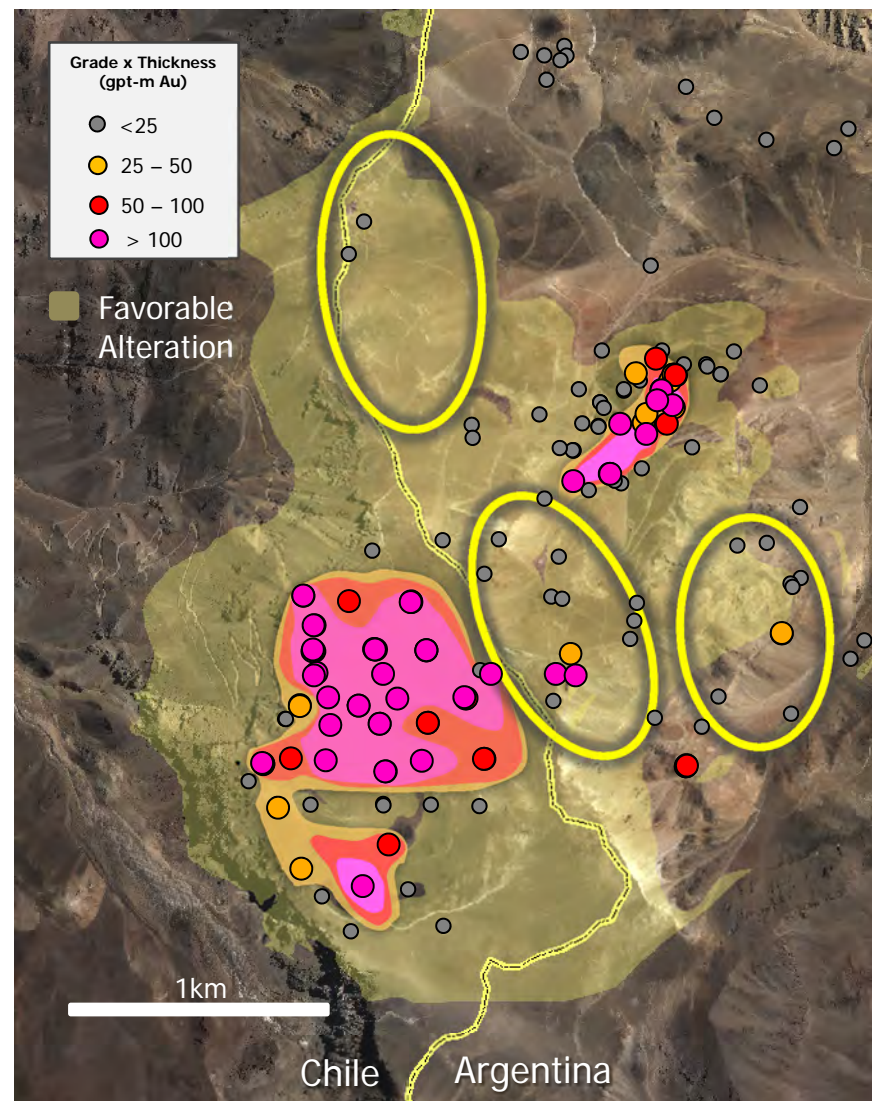 Grade x Thickness
(gpt-m Au)
<25
25 – 50
50 – 100
> 100
Favorable
Alteration
1km
Chile
Argentina